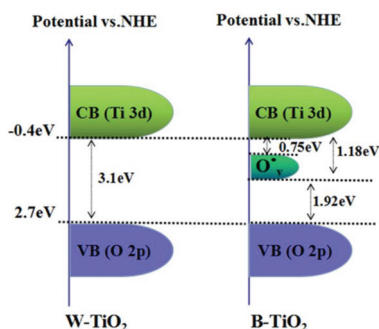 Potential vs.NHE
Potential vs.NHE
CB (Ti 3d)
CB (Ti 3d)
-0.4eV
0.75eV
1.18eV
O•v
3.1eV
1.92eV
2.7eV
VB (O 2p)
VB (O 2p)
W-TiO2
B-TiO2